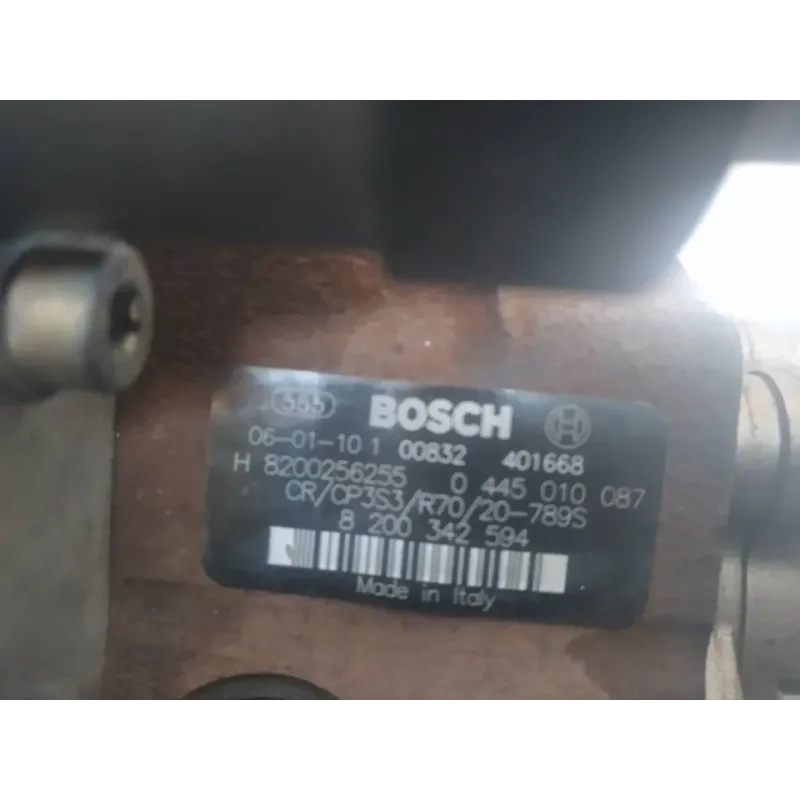 555 BOSCH
06-01-10 1 00832 401668
H 8200256255 0 445 010 087
CR/CP3S3/R70/20-789S
8 200 342 594
Made in Italy